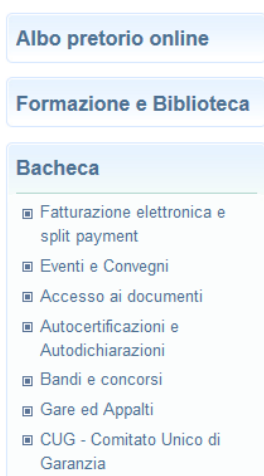 Albo pretorio online
Formazione e Biblioteca
Bacheca
Fatturazione elettronica e
split payment
Eventi e Convegni
Accesso ai documenti
Autocertificazioni e
Autodichiarazioni
Bandi e concorsi
Gare ed Appalti
CUG - Comitato Unico di
Garanzia